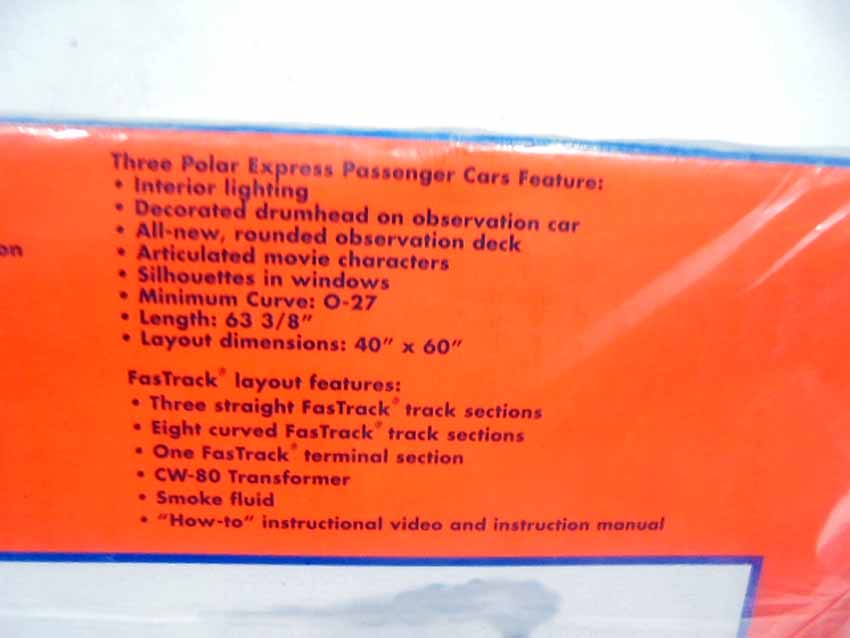 Three Polar Express Passenger Cars Feature:
• Interior lighting
• Decorated drumhead on observation car
• All-new, rounded observation deck
• Articulated movie characters
• Silhouettes in windows
• Minimum Curve: O-27
• Length: 63 3/8"
• Layout dimensions: 40" x 60"
FasTrack® layout features:
• Three straight FasTrack® track sections
• Eight curved FasTrack® track sections
• One FasTrack® terminal section
• CW-80 Transformer
• Smoke fluid
• "How-to" instructional video and instruction manual